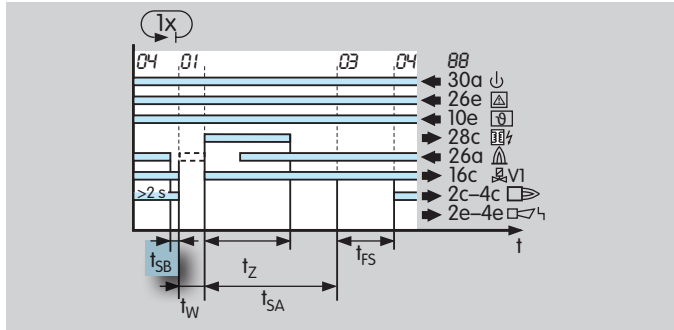 1x
04 01 03 04 88
30a
26e
10e
28c
26a
16c V1
>2 s 2c–4c
2e–4e
t
tSB tZ tFS
tW tSA